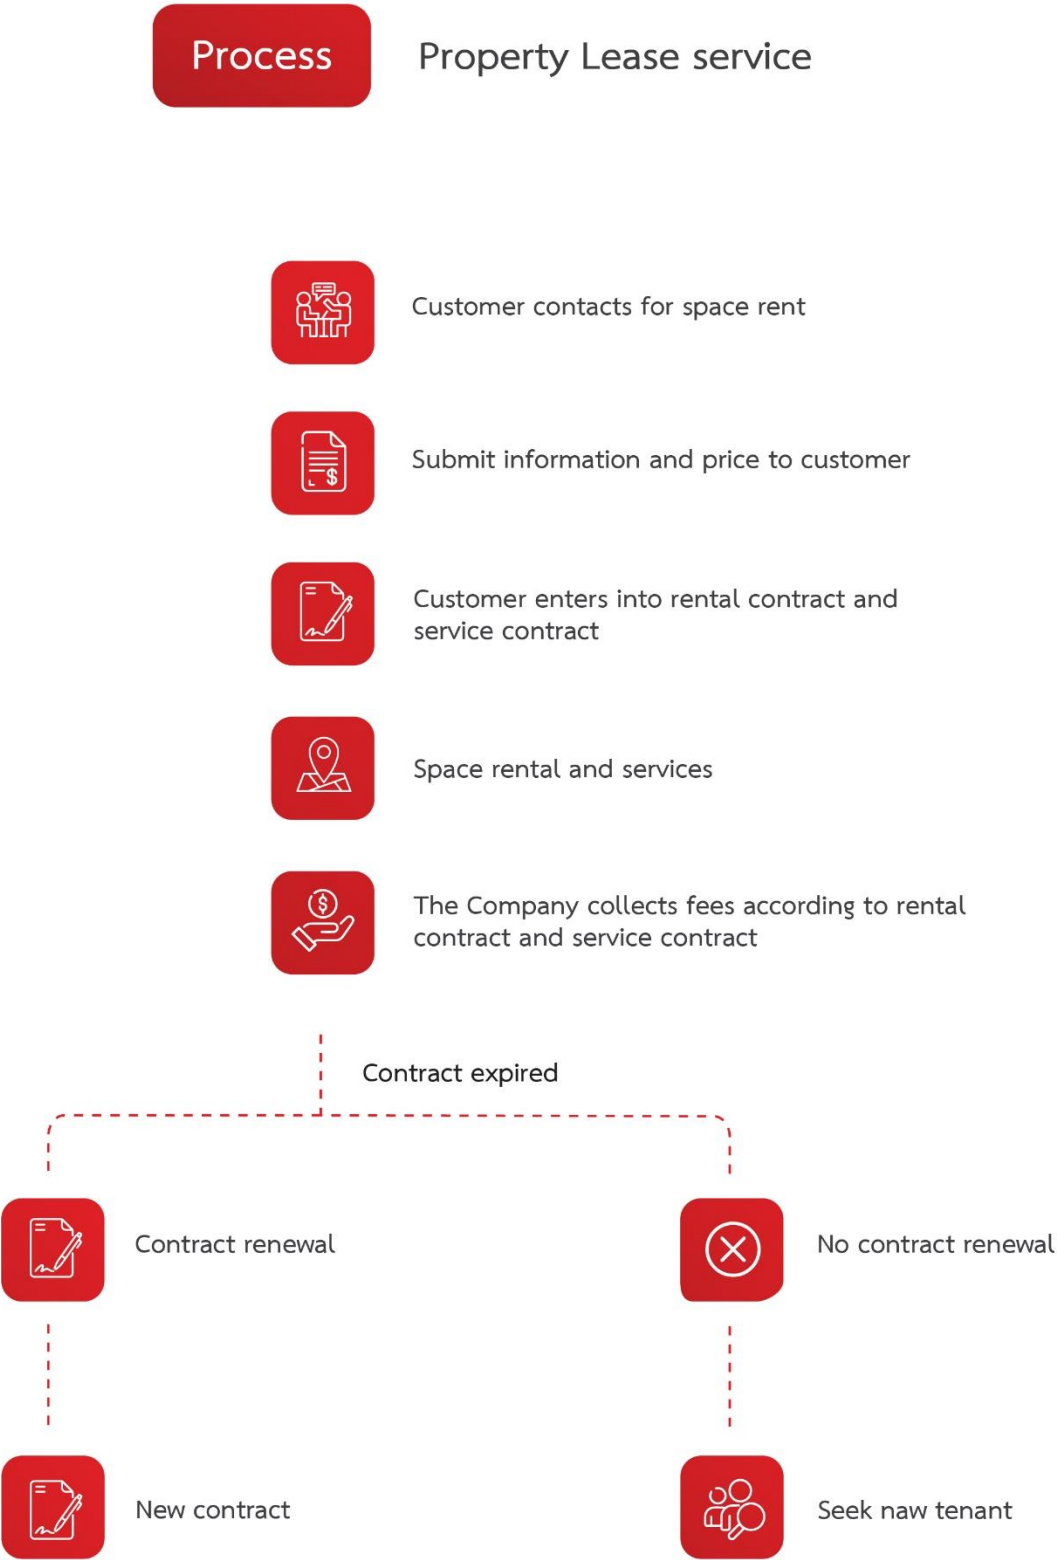 Process
Property Lease service
Customer contacts for space rent
Submit information and price to customer
Customer enters into rental contract and
service contract
Space rental and services
The Company collects fees according to rental
contract and service contract
Contract expired
Contract renewal
No contract renewal
New contract
Seek naw tenant